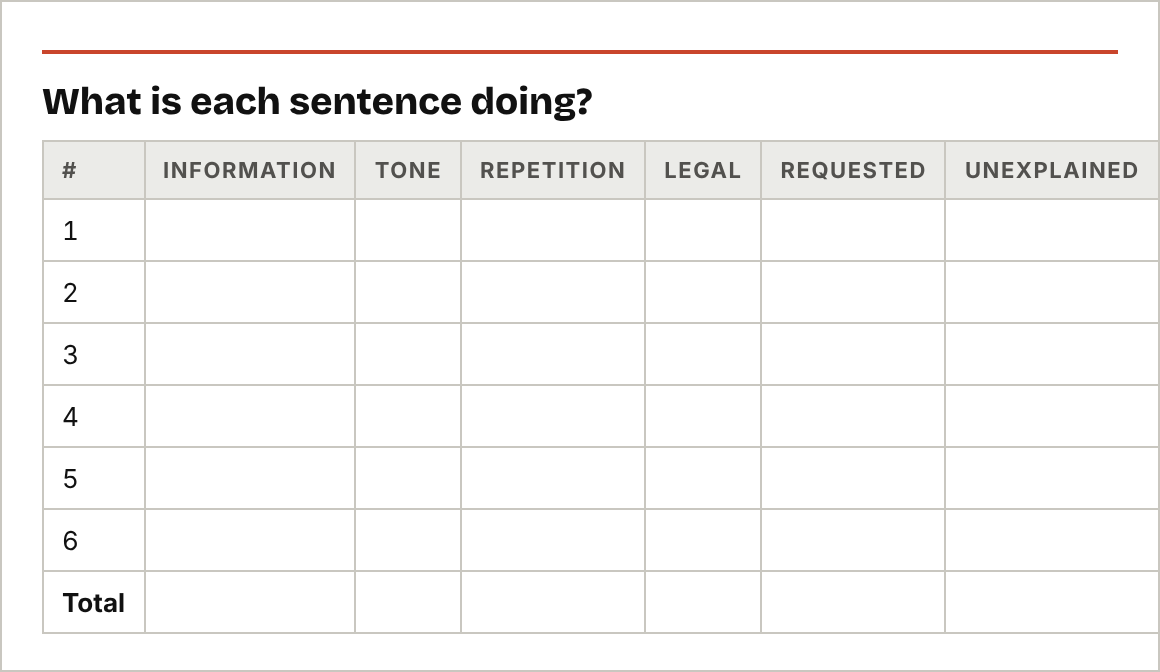 What is each sentence doing?
# INFORMATION TONE REPETITION LEGAL REQUESTED UNEXPLAINED
1
2
3
4
5
6
Total